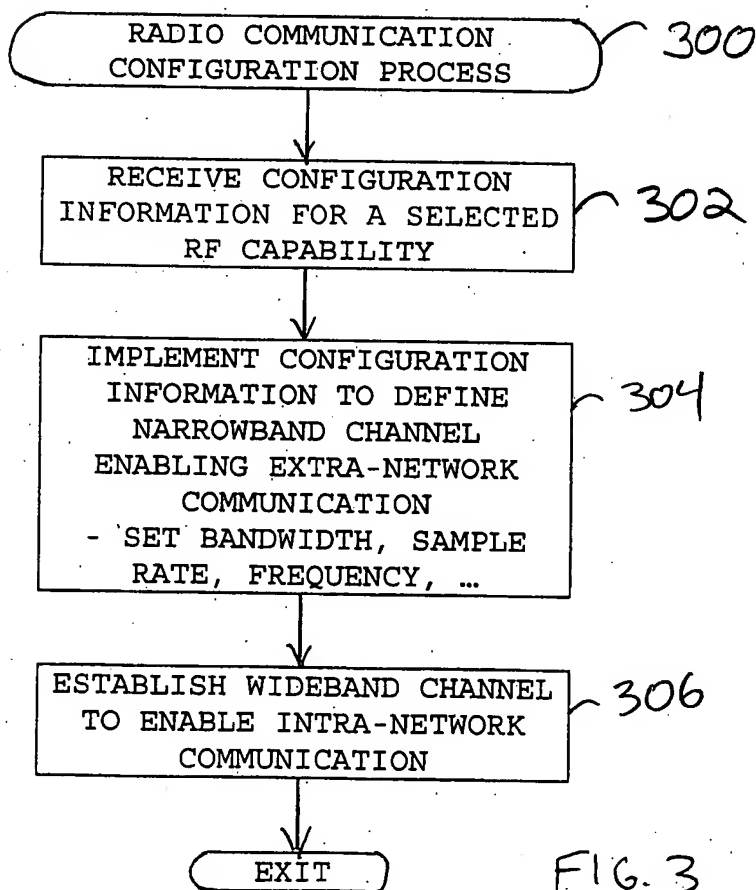 RADIO COMMUNICATION
CONFIGURATION PROCESS
300
RECEIVE CONFIGURATION
INFORMATION FOR A SELECTED
RF CAPABILITY
302
IMPLEMENT CONFIGURATION
INFORMATION TO DEFINE
NARROWBAND CHANNEL
ENABLING EXTRA-NETWORK
COMMUNICATION
- SET BANDWIDTH, SAMPLE
RATE, FREQUENCY, ...
304
ESTABLISH WIDEBAND CHANNEL
TO ENABLE INTRA-NETWORK
COMMUNICATION
306
EXIT
FIG. 3